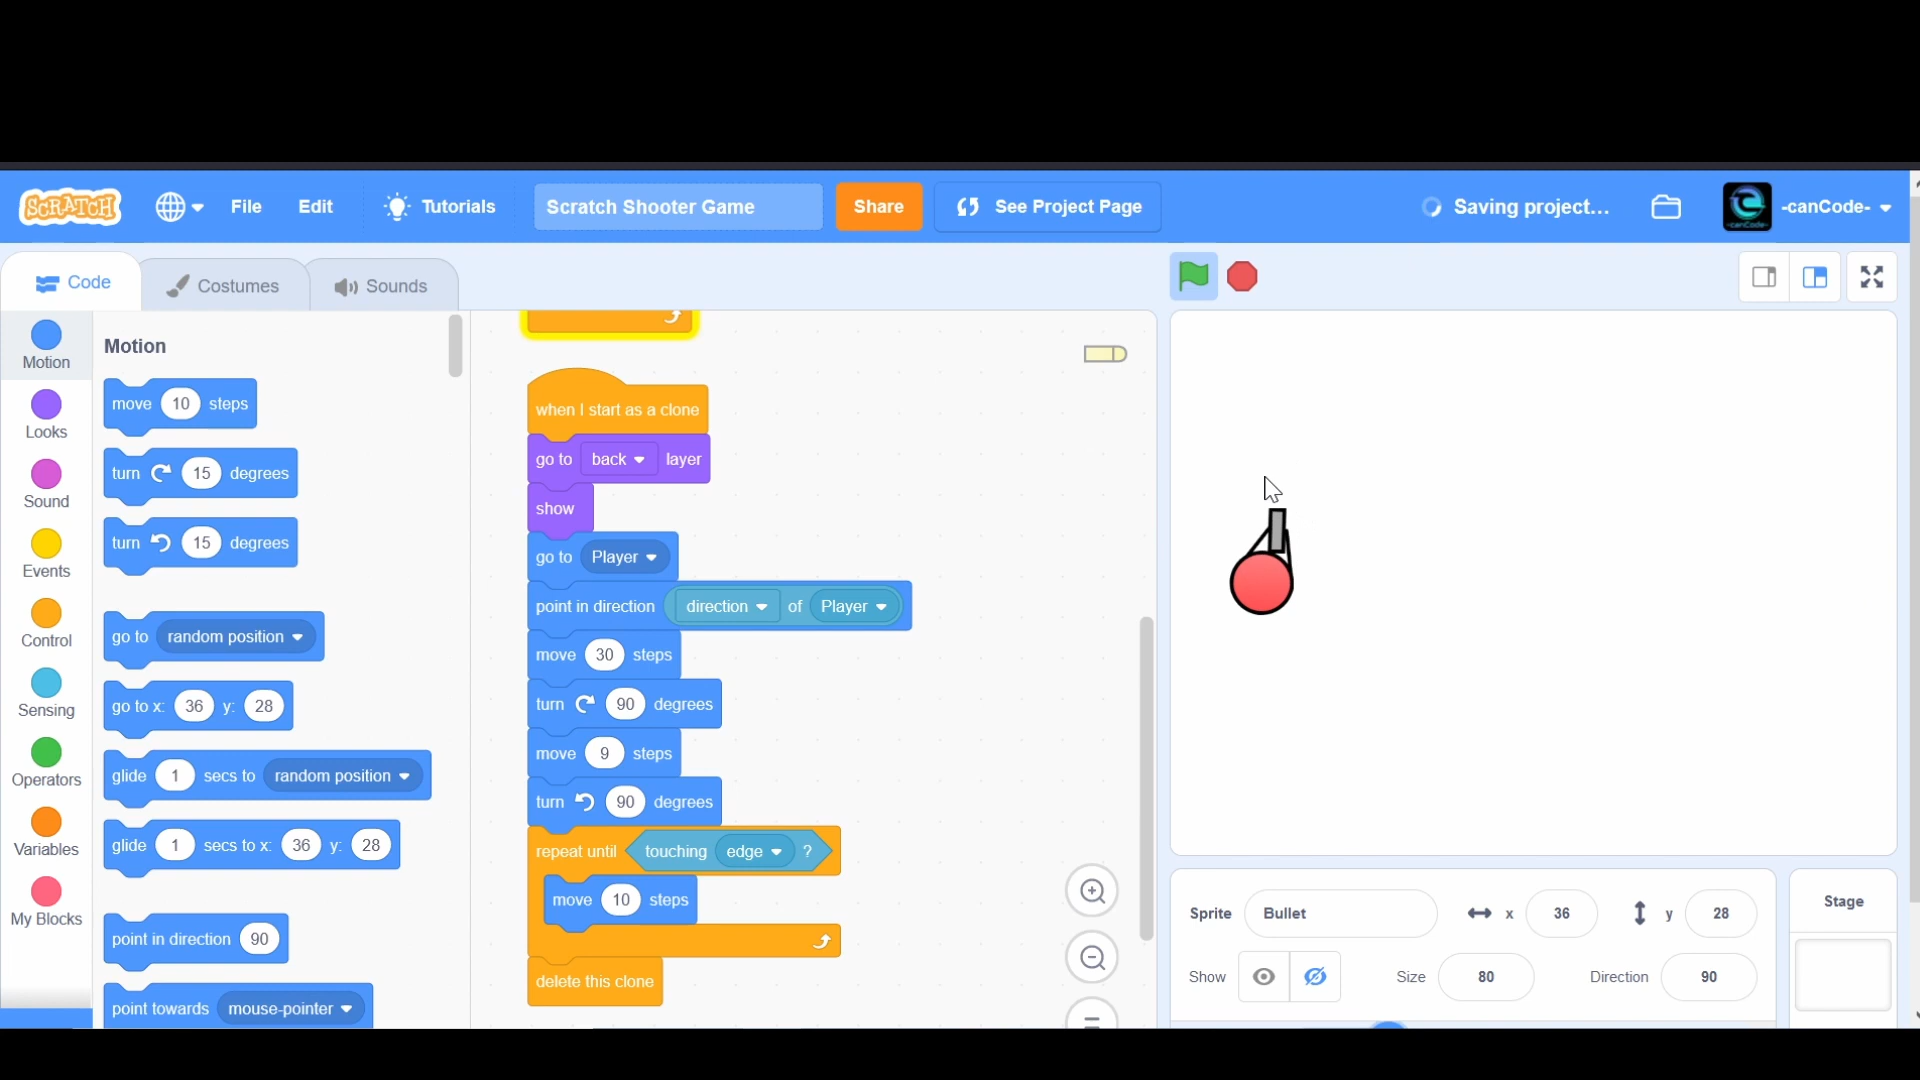 SCRATCH
File
Edit
Tutorials
Scratch Shooter Game
Share
See Project Page
Saving project...
-canCode-
Code
Costumes
Sounds
Motion
Looks
Sound
Events
Control
Sensing
Operators
Variables
My Blocks
Motion
move 10 steps
turn 15 degrees
turn 15 degrees
go to random position
go to x: 36 y: 28
glide 1 secs to random position
glide 1 secs to x: 36 y: 28
point in direction 90
point towards mouse-pointer
when I start as a clone
go to back layer
show
go to Player
point in direction direction of Player
move 30 steps
turn 90 degrees
move 9 steps
turn 90 degrees
repeat until touching edge ?
move 10 steps
delete this clone
Sprite Bullet x 36 y 28
Show Size 80 Direction 90
Stage